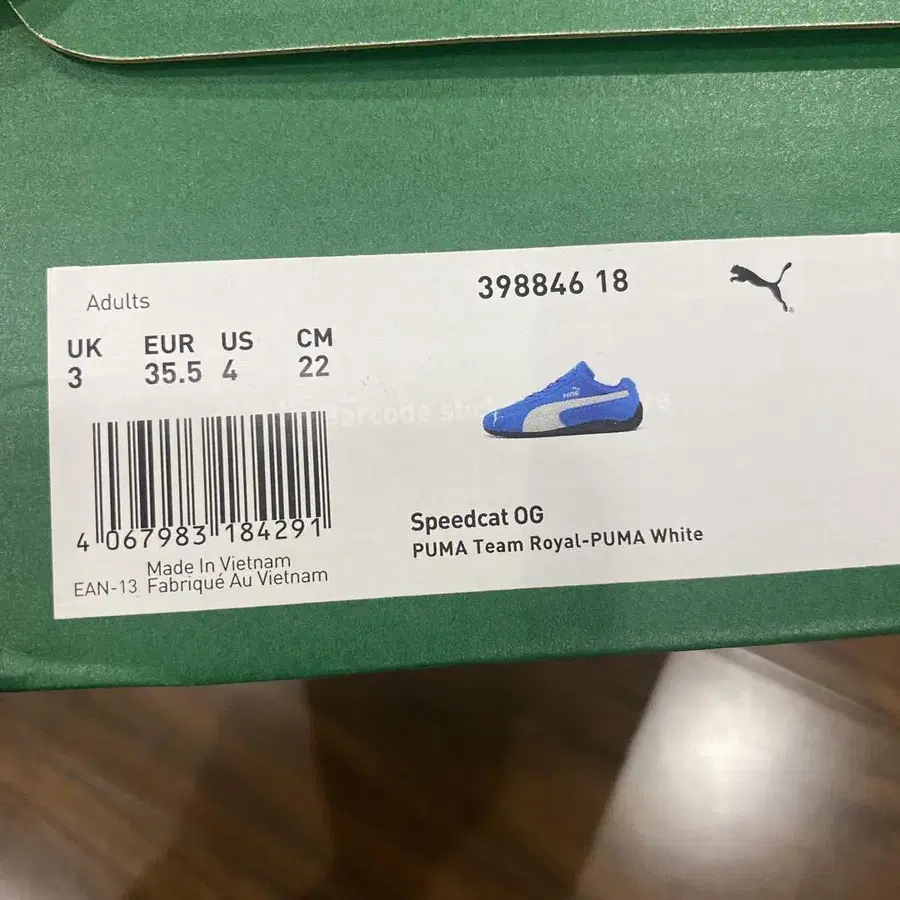 Adults
398846 18
UK EUR US CM
3 35.5 4 22
4 067983 184291
EAN-13
Made In Vietnam
Fabriqué Au Vietnam
Speedcat OG
PUMA Team Royal-PUMA White